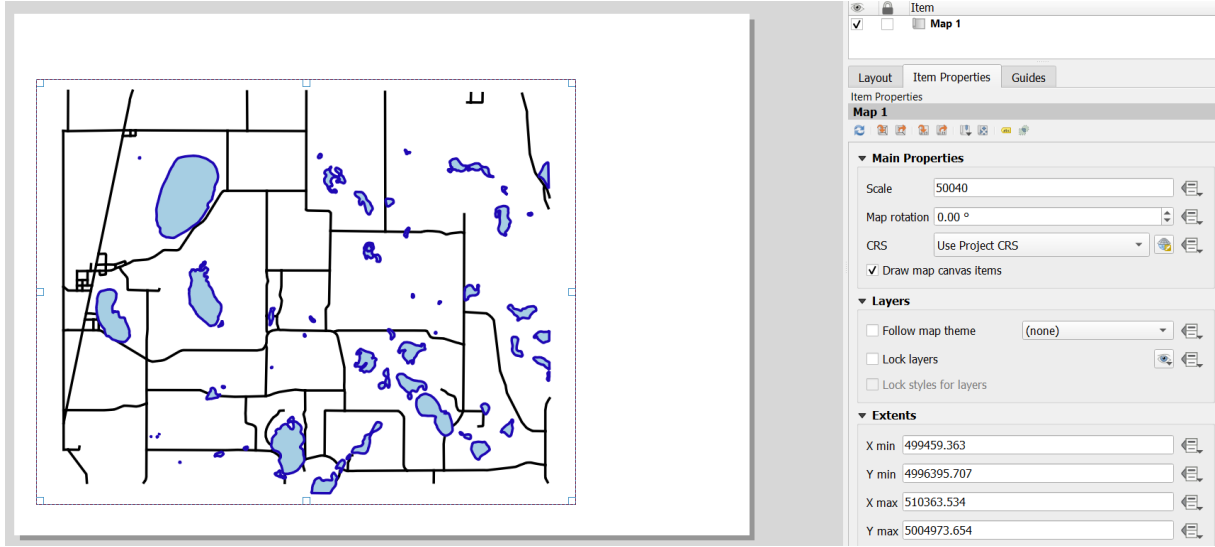 Item
Map 1
Layout Item Properties Guides
Item Properties
Map 1
Main Properties
Scale 50040
Map rotation 0.00 °
CRS Use Project CRS
Draw map canvas items
Layers
Follow map theme (none)
Lock layers
Lock styles for layers
Extents
X min 499459.363
Y min 4996395.707
X max 510363.534
Y max 5004973.654